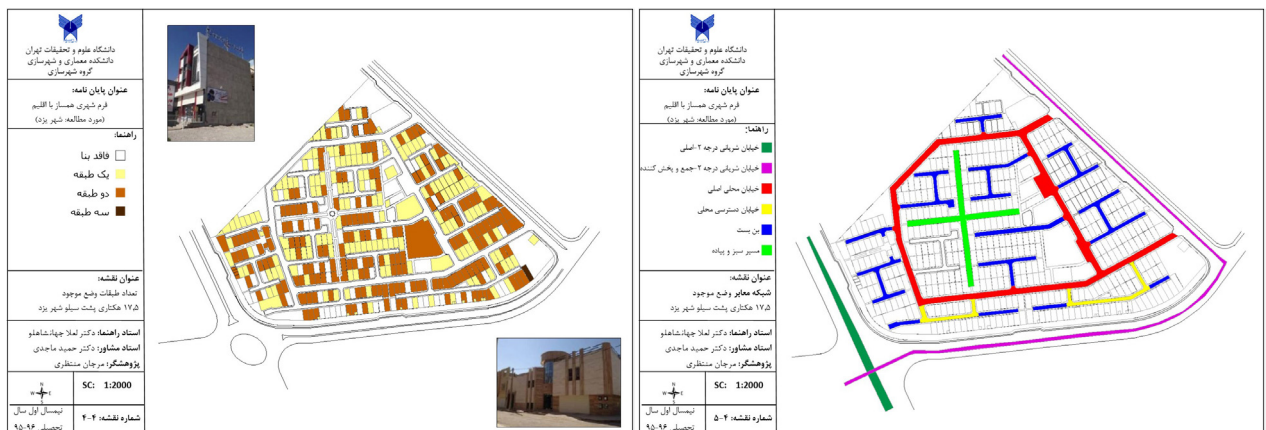 دانشگاه علوم و تحقیقات تهران
دانشکده معماری و شهرسازی
گروه شهرسازی
عنوان پایان نامه:
فرم شهری همساز با اقلیم
(مورد مطالعه: شهر یزد)
راهنما:
فاقد بنا
یک طبقه
دو طبقه
سه طبقه
عنوان نقشه:
تعداد طبقات وضع موجود
۱۷,۵ هکتاری پشت سیلو شهر یزد
استاد راهنما: دکتر لعلا جهانشاهلو
استاد مشاور: دکتر حمید ماجدی
پژوهشگر: مرجان منتظری
N
W E
S
SC: 1:2000
نیمسال اول سال
تحصیلی ۹۶-۹۵
شماره نقشه: ۴-۴
دانشگاه علوم و تحقیقات تهران
دانشکده معماری و شهرسازی
گروه شهرسازی
عنوان پایان نامه:
فرم شهری همساز با اقلیم
(مورد مطالعه: شهر یزد)
راهنما:
خیابان شریانی درجه ۲-اصلی
خیابان شریانی درجه ۲-جمع و پخش کننده
خیابان محلی اصلی
خیابان دسترسی محلی
بن بست
مسیر سبز و پیاده
عنوان نقشه:
شبکه معابر وضع موجود
۱۷,۵ هکتاری پشت سیلو شهر یزد
استاد راهنما: دکتر لعلا جهانشاهلو
استاد مشاور: دکتر حمید ماجدی
پژوهشگر: مرجان منتظری
N
W E
S
SC: 1:2000
نیمسال اول سال
تحصیلی ۹۶-۹۵
شماره نقشه: ۴-۵